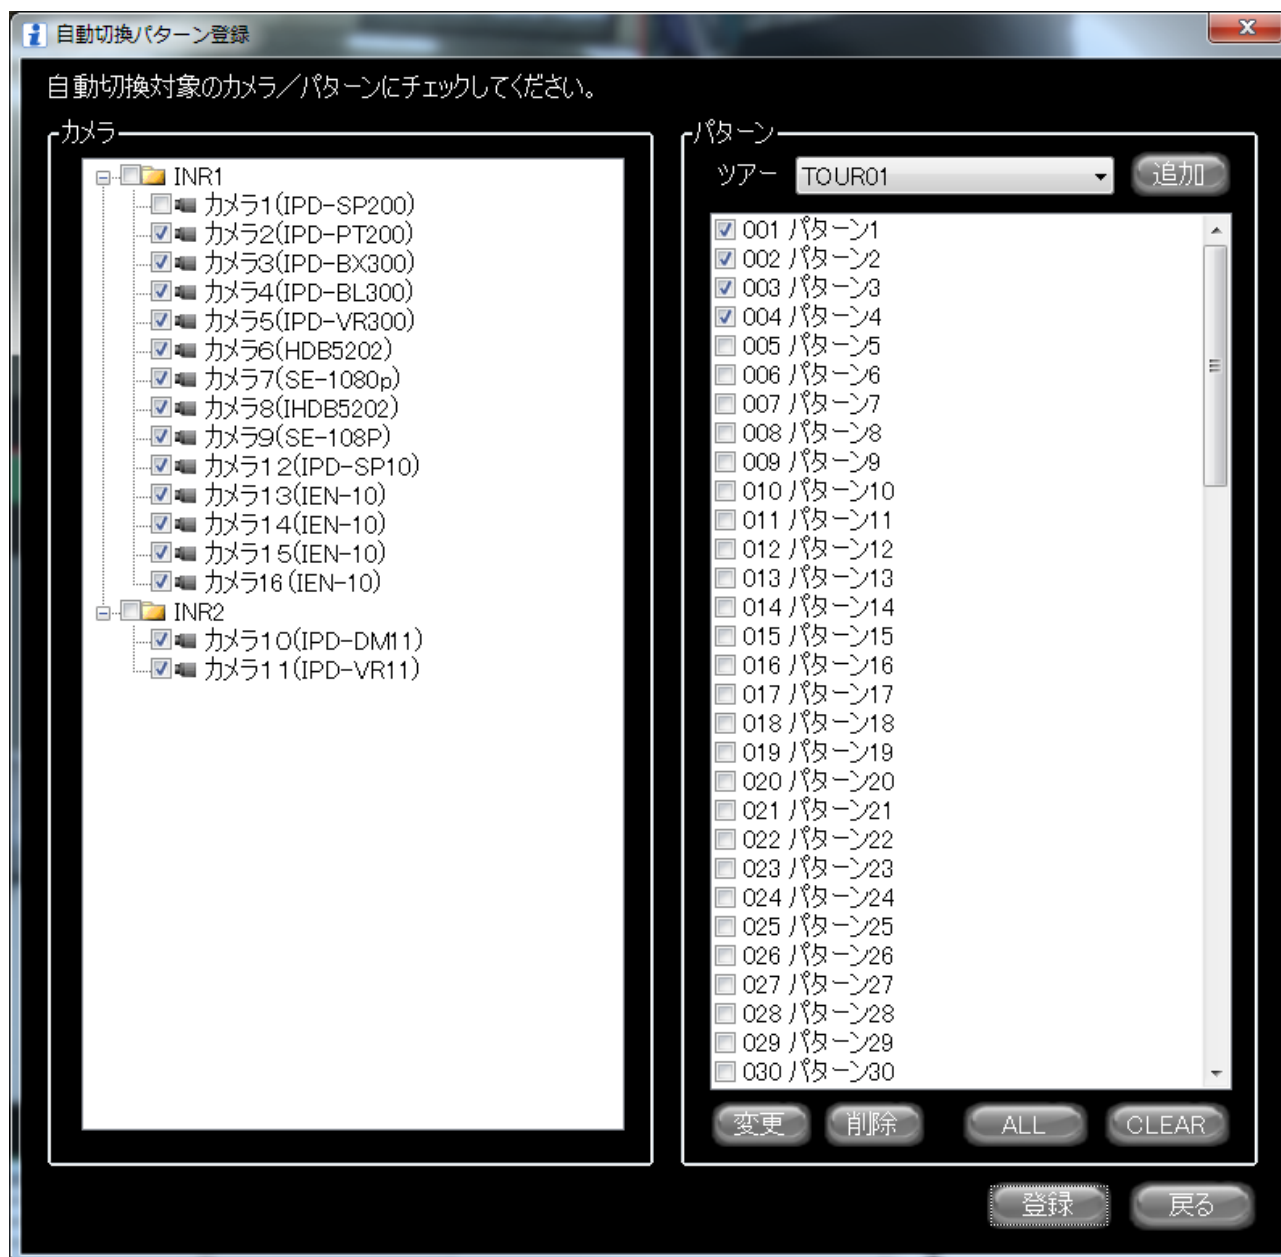 自動切換パターン登録
自動切換対象のカメラ／パターンにチェックしてください。
カメラ
INR1
カメラ1(IPD-SP200)
カメラ2(IPD-PT200)
カメラ3(IPD-BX300)
カメラ4(IPD-BL300)
カメラ5(IPD-VR300)
カメラ6(HDB5202)
カメラ7(SE-1080p)
カメラ8(IHDB5202)
カメラ9(SE-108P)
カメラ12(IPD-SP10)
カメラ13(IEN-10)
カメラ14(IEN-10)
カメラ15(IEN-10)
カメラ16(IEN-10)
INR2
カメラ10(IPD-DM11)
カメラ11(IPD-VR11)
パターン
ツアー TOUR01 追加
001 パターン1
002 パターン2
003 パターン3
004 パターン4
005 パターン5
006 パターン6
007 パターン7
008 パターン8
009 パターン9
010 パターン10
011 パターン11
012 パターン12
013 パターン13
014 パターン14
015 パターン15
016 パターン16
017 パターン17
018 パターン18
019 パターン19
020 パターン20
021 パターン21
022 パターン22
023 パターン23
024 パターン24
025 パターン25
026 パターン26
027 パターン27
028 パターン28
029 パターン29
030 パターン30
変更 削除 ALL CLEAR
登録 戻る